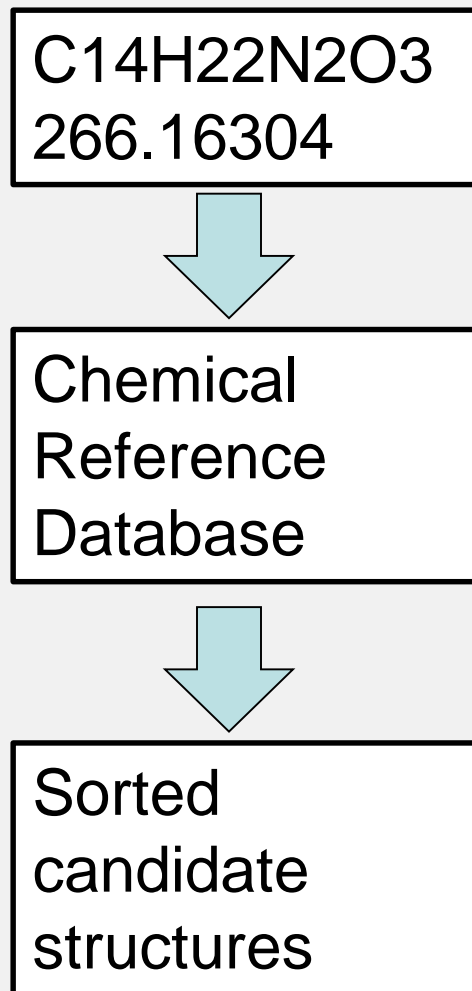 C14H22N2O3
266.16304
Chemical
Reference
Database
Sorted
candidate
structures